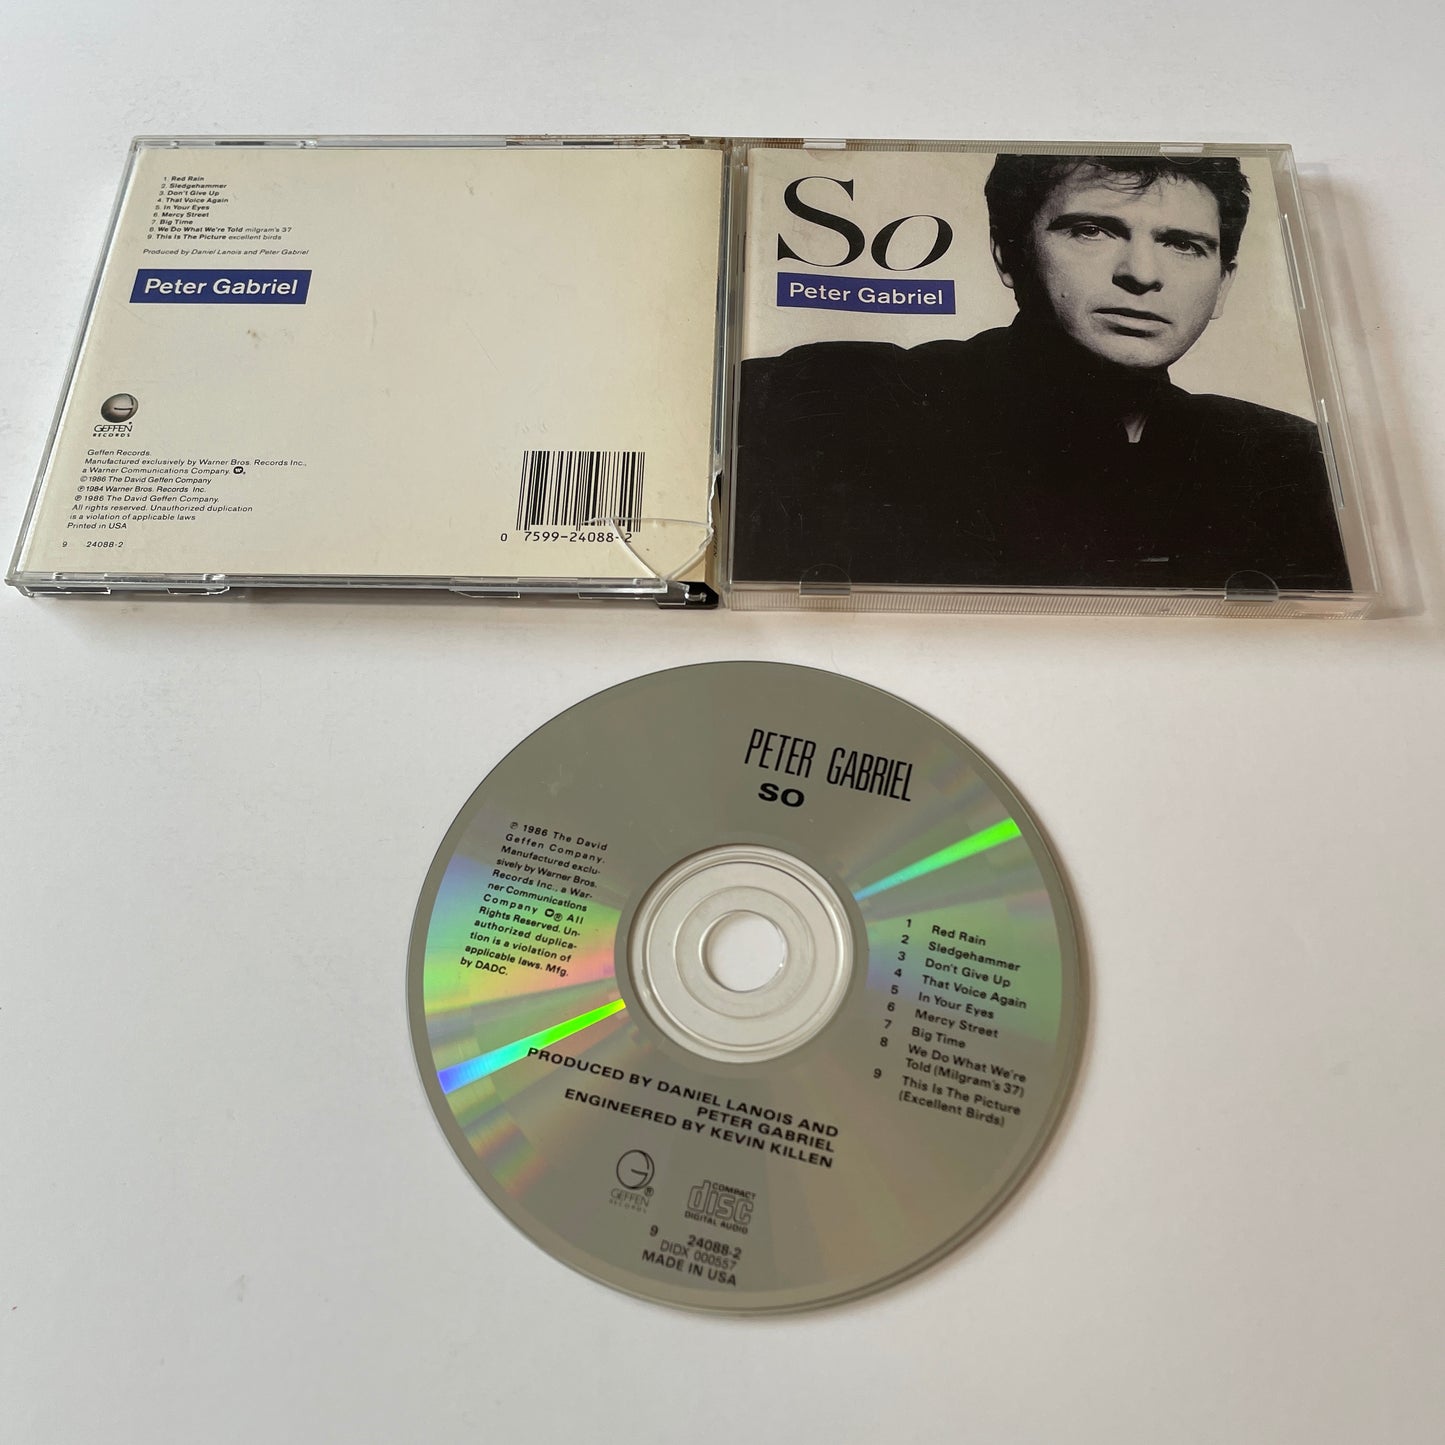 1. Red Rain
2. Sledgehammer
3. Don't Give Up
4. That Voice Again
5. In Your Eyes
6. Mercy Street
7. Big Time
8. We Do What We're Told milgram's 37
9. This Is The Picture excellent birds
Produced by Daniel Lanois and Peter Gabriel
Peter Gabriel
GEFFEN
RECORDS
Geffen Records.
Manufactured exclusively by Warner Bros. Records Inc.,
a Warner Communications Company.
© 1986 The David Geffen Company
℗ 1984 Warner Bros. Records Inc.
℗ 1986 The David Geffen Company.
All rights reserved. Unauthorized duplication
is a violation of applicable laws
Printed in USA
9 24088-2
0 7599-24088-2
So
Peter Gabriel
PETER GABRIEL
SO
℗ 1986 The David
Geffen Company.
Manufactured exclu-
sively by Warner Bros.
Records Inc., a War-
ner Communications
Company ® All
Rights Reserved. Un-
authorized duplica-
tion is a violation of
applicable laws. Mfg.
by DADC.
1 Red Rain
2 Sledgehammer
3 Don't Give Up
4 That Voice Again
5 In Your Eyes
6 Mercy Street
7 Big Time
8 We Do What We're
Told (Milgram's 37)
9 This Is The Picture
(Excellent Birds)
PRODUCED BY DANIEL LANOIS AND
PETER GABRIEL
ENGINEERED BY KEVIN KILLEN
GEFFEN ®
RECORDS
COMPACT
disc
DIGITAL AUDIO
9 24088-2
DIDX 000557
MADE IN USA